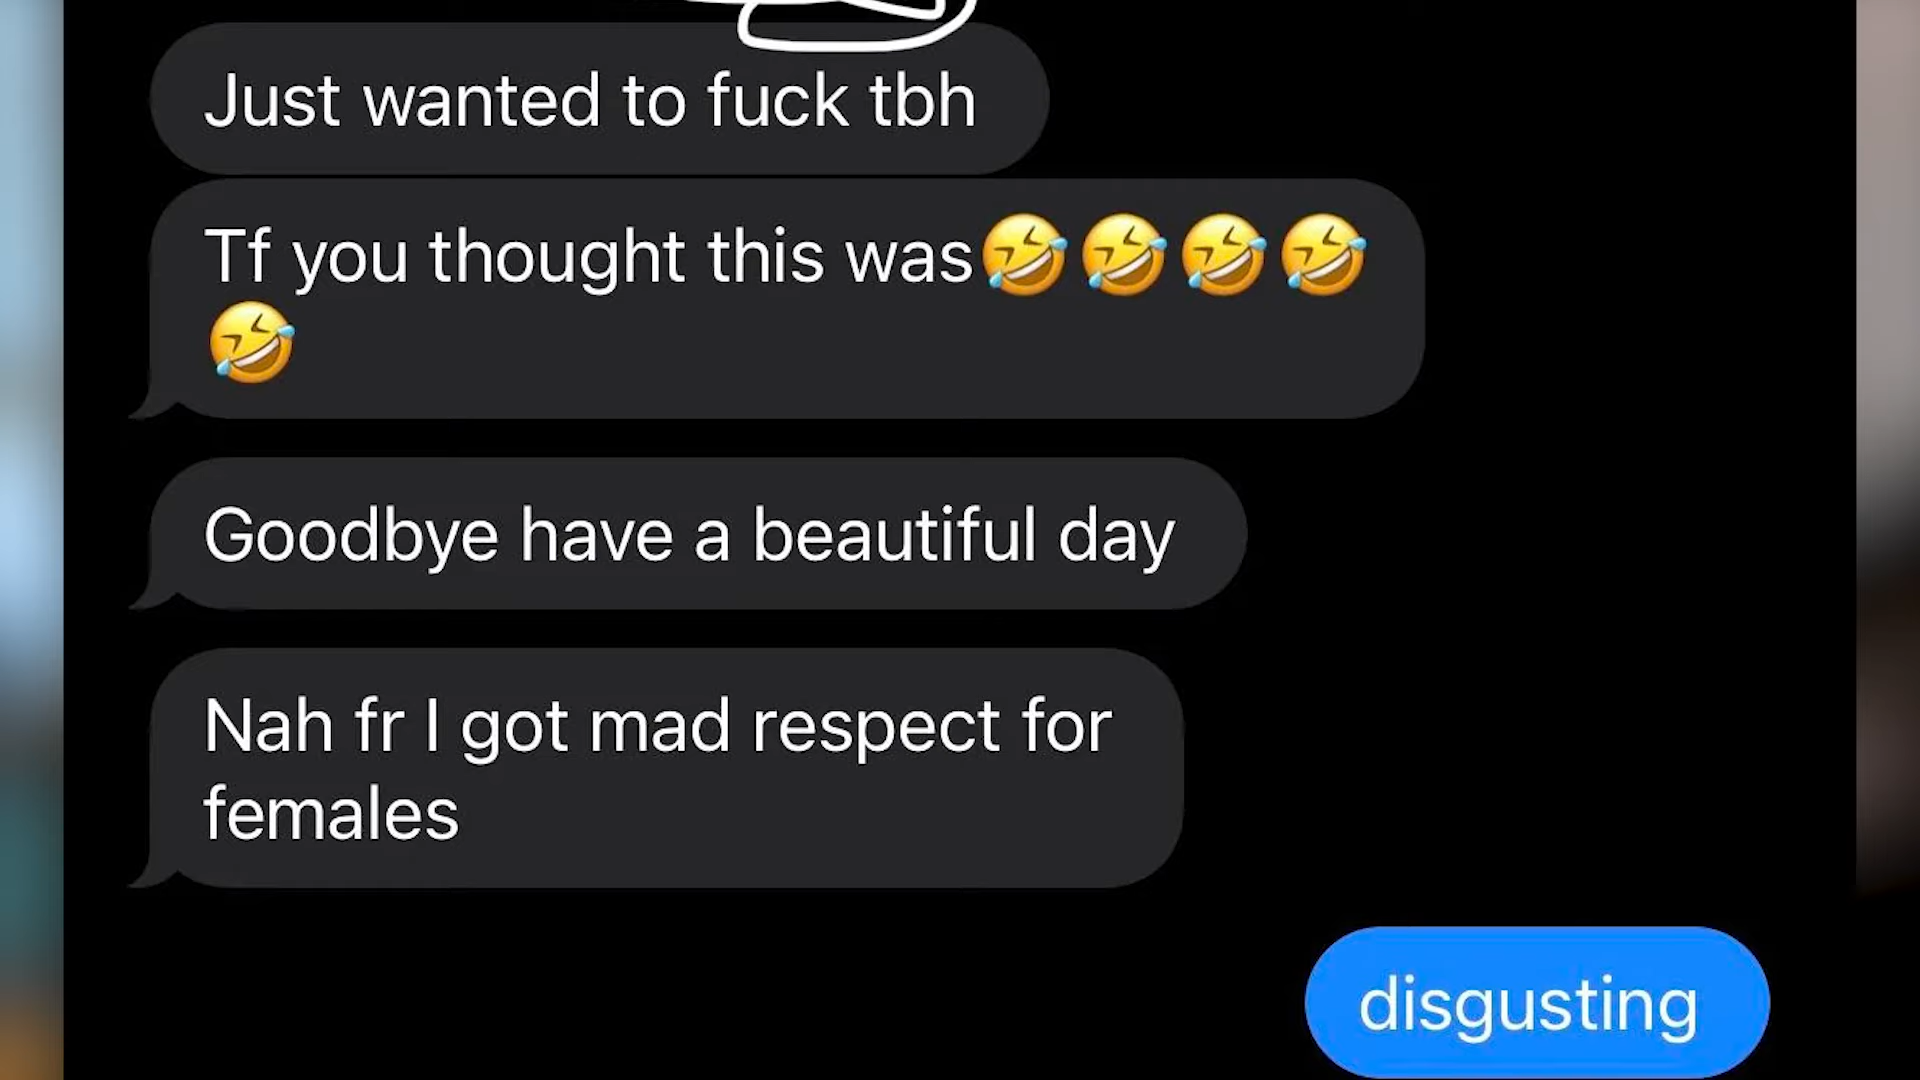 Just wanted to fuck tbh
Tf you thought this was🤣🤣🤣🤣
🤣
Goodbye have a beautiful day
Nah fr I got mad respect for
females
disgusting